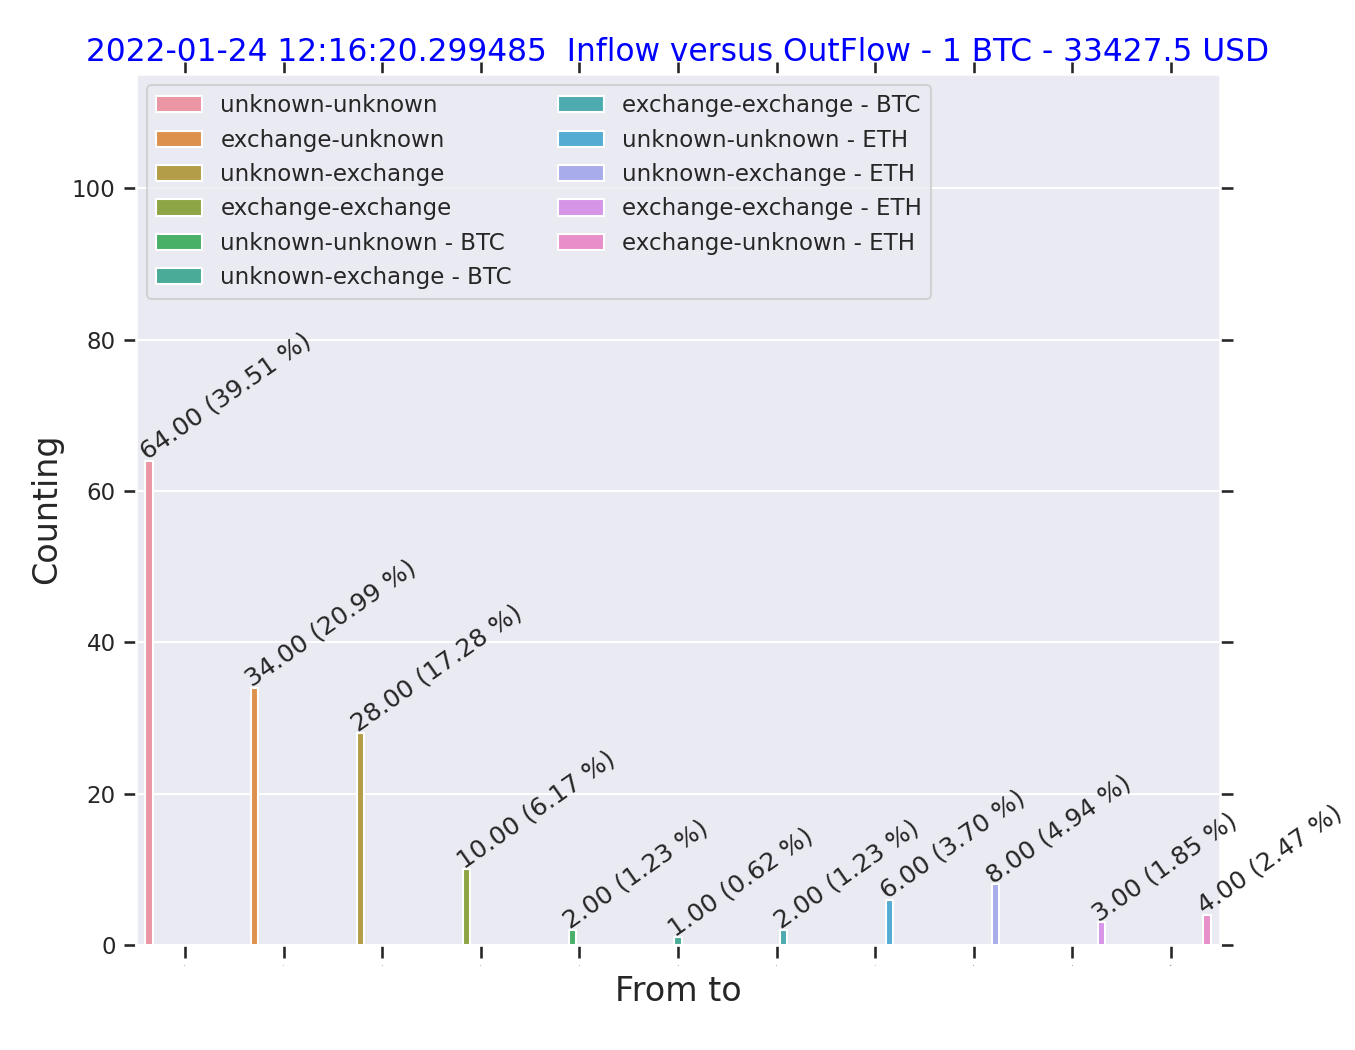 2022-01-24 12:16:20.299485  Inflow versus OutFlow - 1 BTC - 33427.5 USD
unknown-unknown
exchange-unknown
unknown-exchange
exchange-exchange
unknown-unknown - BTC
unknown-exchange - BTC
exchange-exchange - BTC
unknown-unknown - ETH
unknown-exchange - ETH
exchange-exchange - ETH
exchange-unknown - ETH
100
80
60
40
20
0
Counting
64.00 (39.51 %)
34.00 (20.99 %)
28.00 (17.28 %)
10.00 (6.17 %)
2.00 (1.23 %)
1.00 (0.62 %)
2.00 (1.23 %)
6.00 (3.70 %)
8.00 (4.94 %)
3.00 (1.85 %)
4.00 (2.47 %)
From to